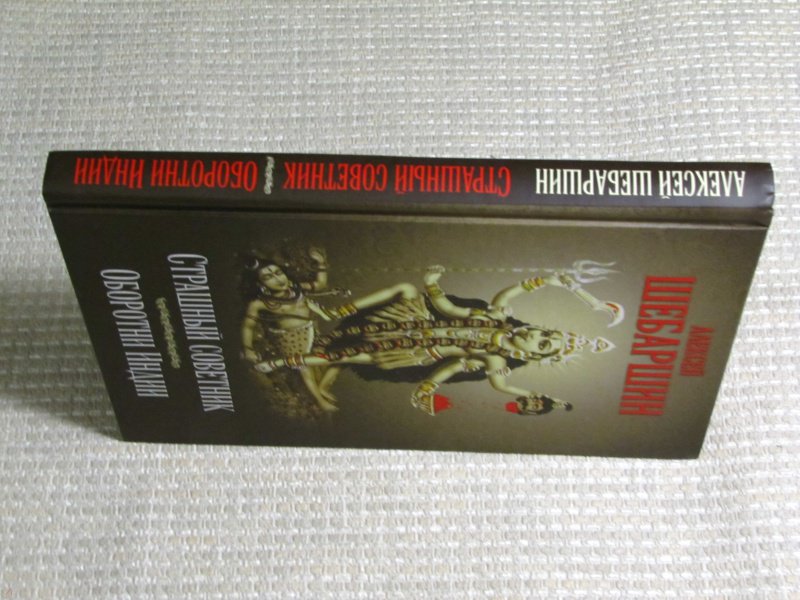 АЛЕКСЕЙ ШЕБАРШИН
СТРАШНЫЙ СОВЕТНИК
ОБОРОТНИ ИНДИИ
АЛЕКСЕЙ
ШЕБАРШИН
СТРАШНЫЙ СОВЕТНИК
ОБОРОТНИ ИНДИИ